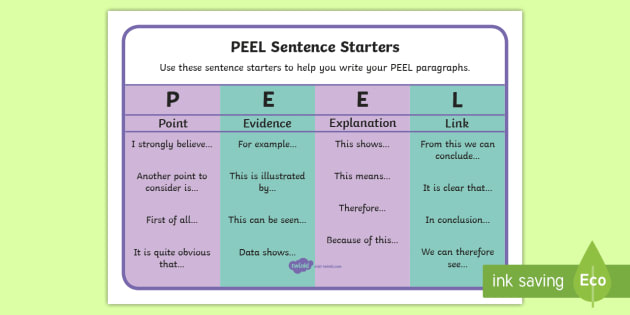 PEEL Sentence Starters
Use these sentence starters to help you write your PEEL paragraphs.
P E E L
Point Evidence Explanation Link
I strongly believe...
Another point to
consider is...
First of all...
It is quite obvious
that...
For example...
This is illustrated
by...
This can be seen...
Data shows...
This shows...
This means...
Therefore...
Because of this...
From this we can
conclude...
It is clear that...
In conclusion...
We can therefore
see...
twinkl
ink saving
Eco